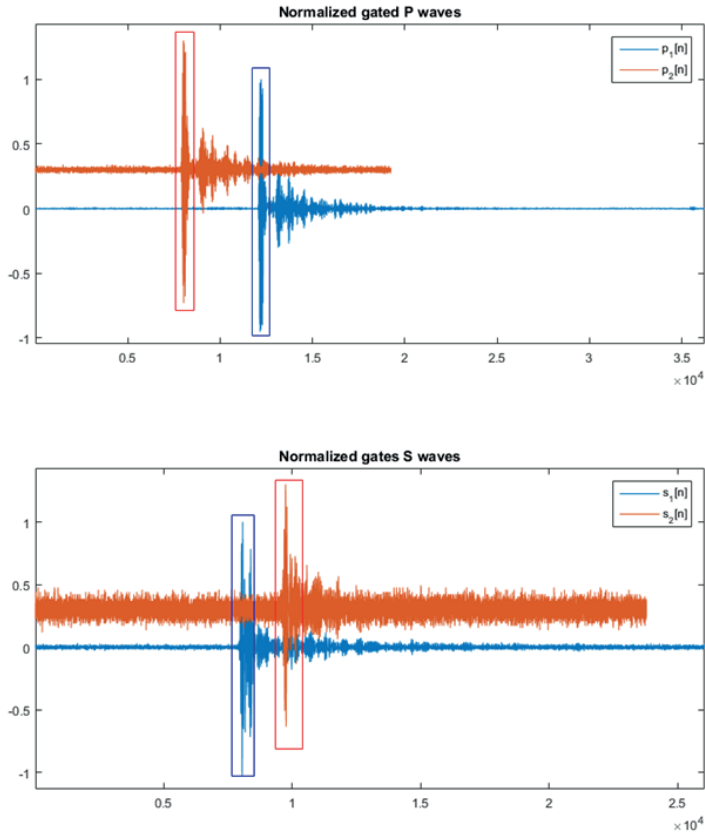 Normalized gated P waves
p1[n]
p2[n]
1
0.5
0
-0.5
-1
0.5 1 1.5 2 2.5 3 3.5
×10^4
Normalized gates S waves
s1[n]
s2[n]
1
0.5
0
-0.5
-1
0.5 1 1.5 2 2.5
×10^4